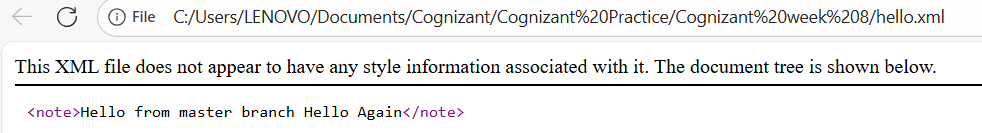 File C:/Users/LENOVO/Documents/Cognizant/Cognizant%20Practice/Cognizant%20week%208/hello.xml
This XML file does not appear to have any style information associated with it. The document tree is shown below.
<note>Hello from master branch Hello Again</note>